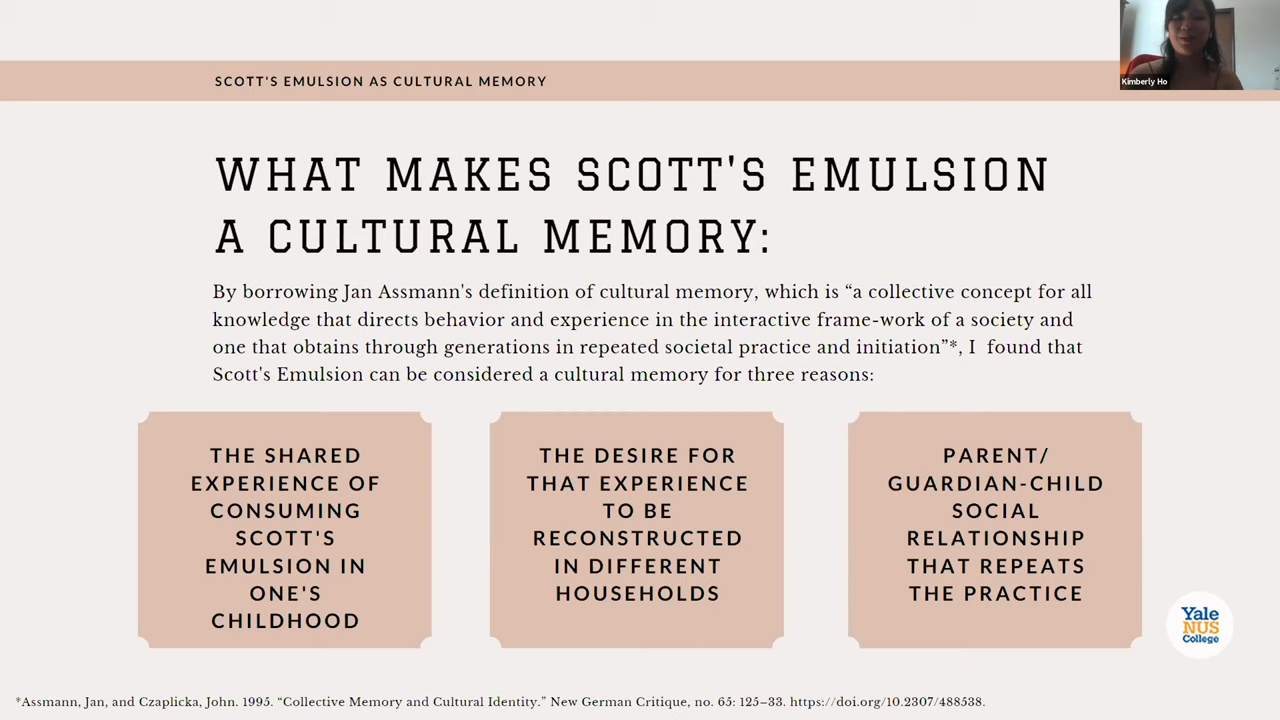 Kimberly Ho
SCOTT'S EMULSION AS CULTURAL MEMORY
WHAT MAKES SCOTT'S EMULSION
A CULTURAL MEMORY:
By borrowing Jan Assmann's definition of cultural memory, which is “a collective concept for all
knowledge that directs behavior and experience in the interactive frame-work of a society and
one that obtains through generations in repeated societal practice and initiation”*, I found that
Scott's Emulsion can be considered a cultural memory for three reasons:
THE SHARED
EXPERIENCE OF
CONSUMING
SCOTT'S
EMULSION IN
ONE'S
CHILDHOOD
THE DESIRE FOR
THAT EXPERIENCE
TO BE
RECONSTRUCTED
IN DIFFERENT
HOUSEHOLDS
PARENT/
GUARDIAN-CHILD
SOCIAL
RELATIONSHIP
THAT REPEATS
THE PRACTICE
Yale
NUS
College
*Assmann, Jan, and Czaplicka, John. 1995. “Collective Memory and Cultural Identity.” New German Critique, no. 65: 125–33. https://doi.org/10.2307/488538.